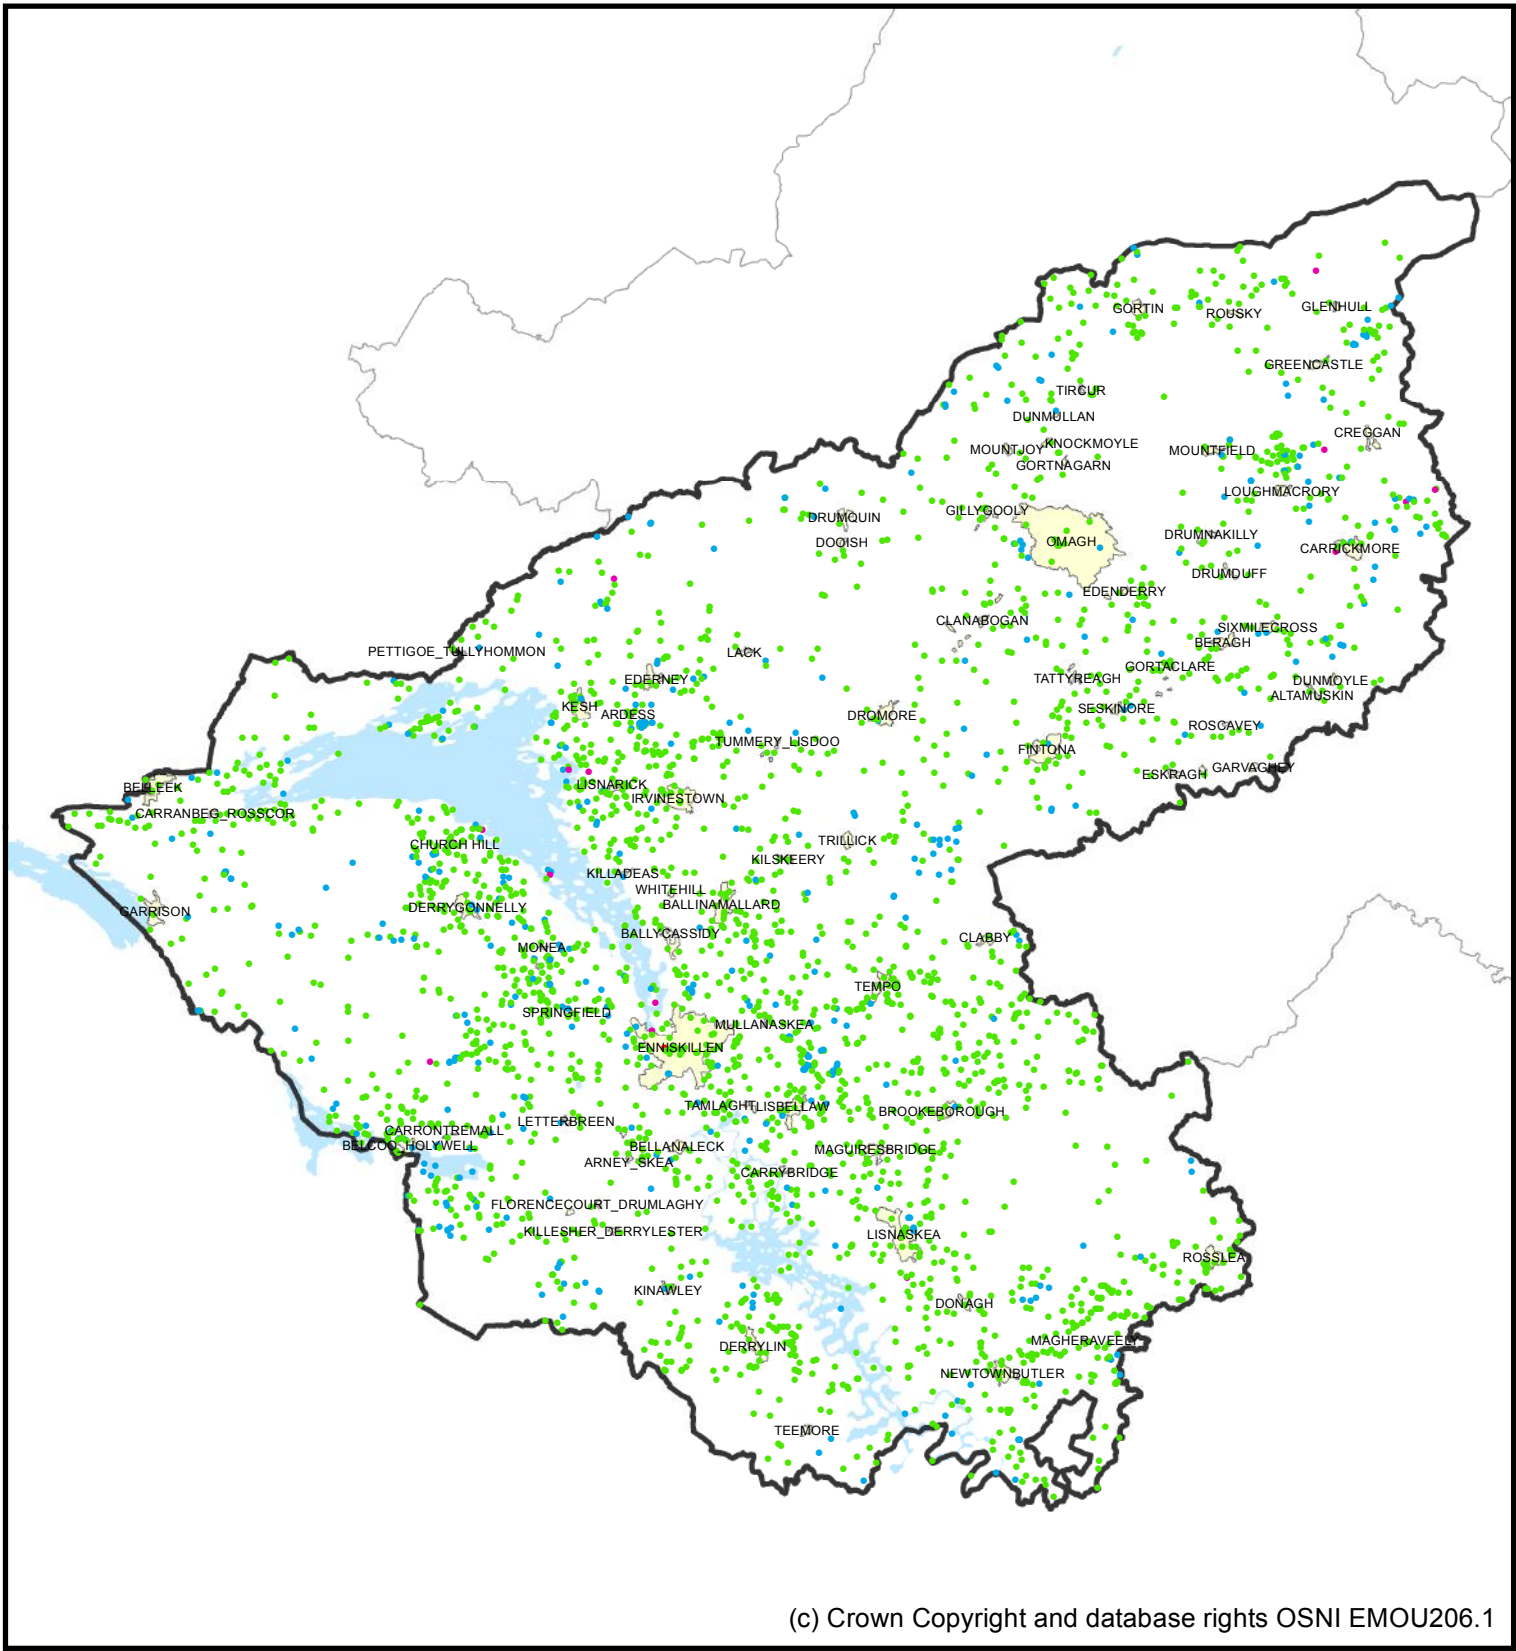 GORTIN
ROUSKY
GLENHULL
GREENCASTLE
TIRCUR
DUNMULLAN
CREGGAN
KNOCKMOYLE
MOUNTJOY
MOUNTFIELD
GORTNAGARN
LOUGHMACRORY
GILLYGOOLY
DRUMQUIN
DRUMNAKILLY
OMAGH
DOOISH
CARRICKMORE
DRUMDUFF
EDENDERRY
CLANABOGAN
SIXMILECROSS
BERAGH
PETTIGOE_TULLYHOMMON
LACK
GORTACLARE
EDERNEY
TATTYREAGH
DUNMOYLE
ALTAMUSKIN
KESH
ARDESS
DROMORE
SESKINORE
ROSCAVEY
TUMMERY_LISDOO
FINTONA
GARVAGHEY
ESKRAGH
LISNARICK
BELLEEK
IRVINESTOWN
CARRANBEG_ROSSCOR
TRILLICK
CHURCH HILL
KILSKEERY
KILLADEAS
WHITEHILL
BALLINAMALLARD
DERRYGONNELLY
GARRISON
BALLYCASSIDY
CLABBY
MONEA
TEMPO
SPRINGFIELD
MULLANASKEA
ENNISKILLEN
TAMLAGHT
LISBELLAW
BROOKEBOROUGH
LETTERBREEN
CARRONTREMALL
BELCOO_HOLYWELL
BELLANALECK
MAGUIRESBRIDGE
ARNEY_SKEA
CARRYBRIDGE
FLORENCECOURT_DRUMLAGHY
KILLESHER_DERRYLESTER
LISNASKEA
ROSSLEA
KINAWLEY
DONAGH
MAGHERAVEELY
DERRYLIN
NEWTOWNBUTLER
TEEMORE
(c) Crown Copyright and database rights OSNI EMOU206.1